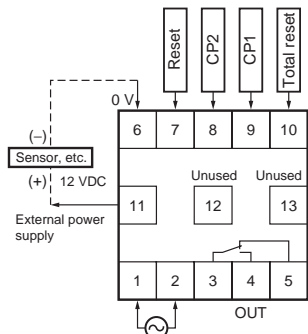 Reset
CP2
CP1
Total reset
0 V
6
7
8
9
10
(–)
Sensor, etc.
(+)
12 VDC
Unused
Unused
11
12
13
External power
supply
1
2
3
4
5
OUT